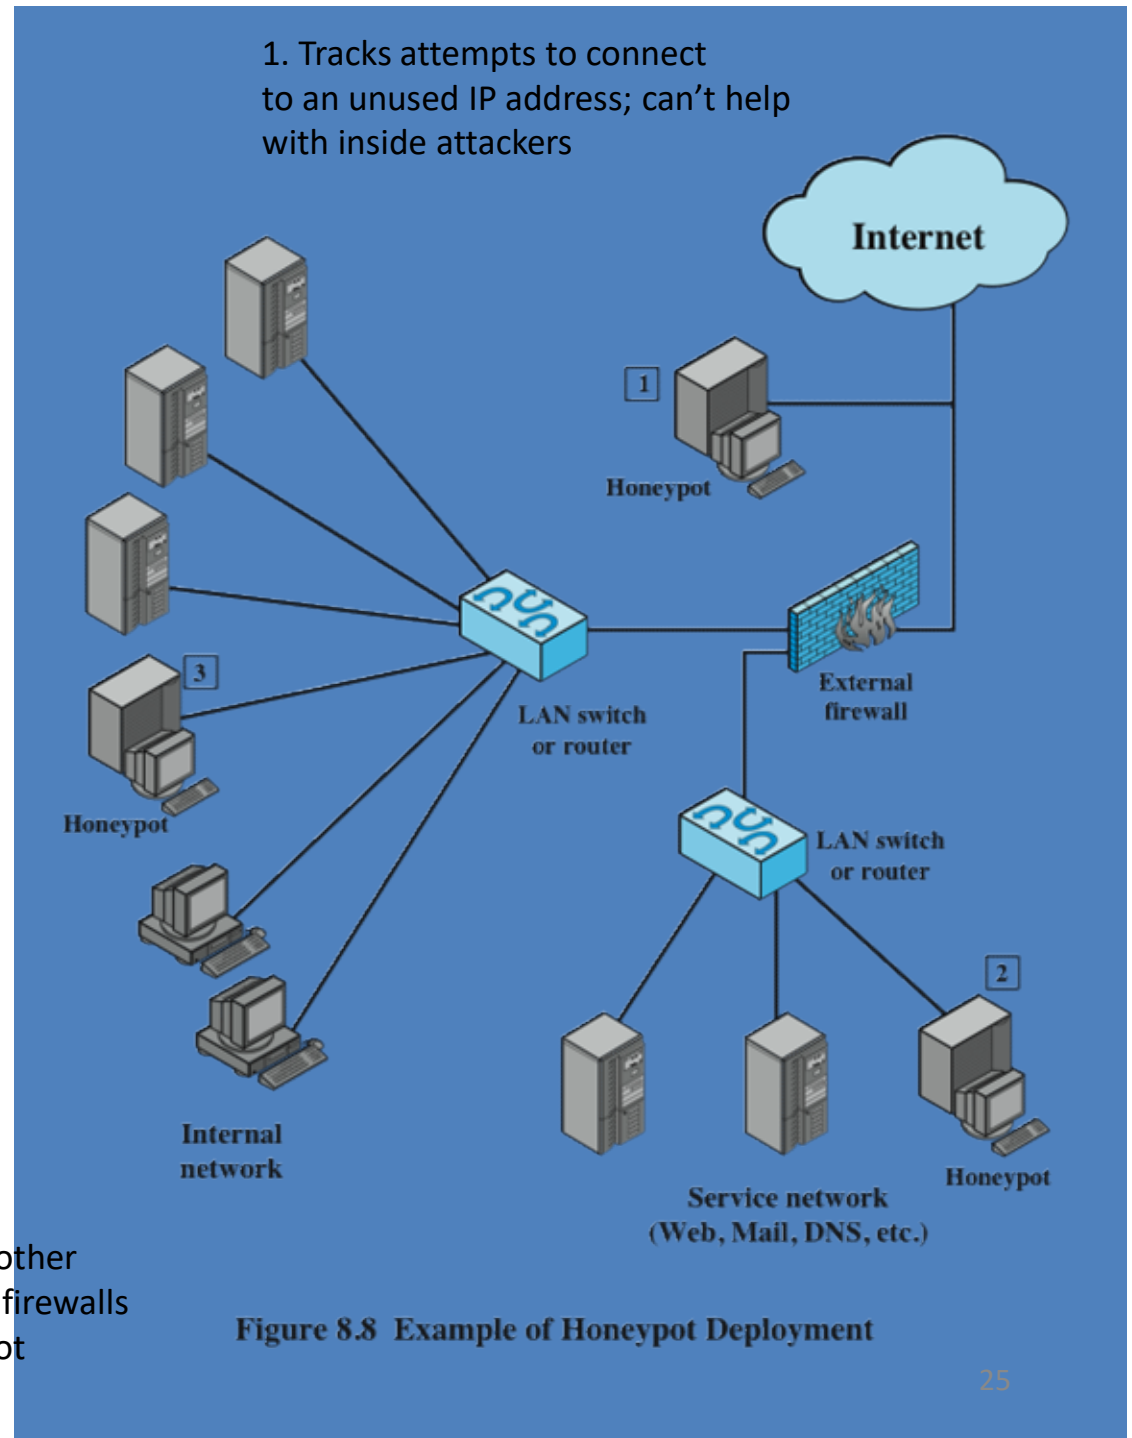 1. Tracks attempts to connect
to an unused IP address; can’t help
with inside attackers
Internet
1
Honeypot
External
firewall
LAN switch
or router
3
Honeypot
LAN switch
or router
2
Honeypot
Internal
network
Service network
(Web, Mail, DNS, etc.)
other
firewalls
ot
Figure 8.8 Example of Honeypot Deployment
25